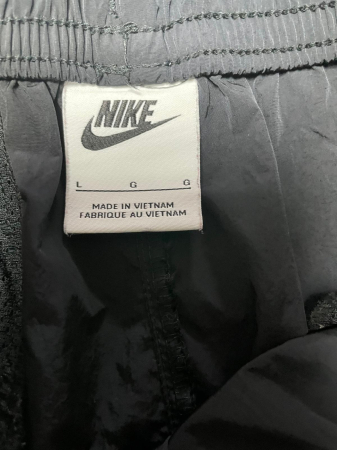 NIKE
L G G
MADE IN VIETNAM
FABRIQUE AU VIETNAM